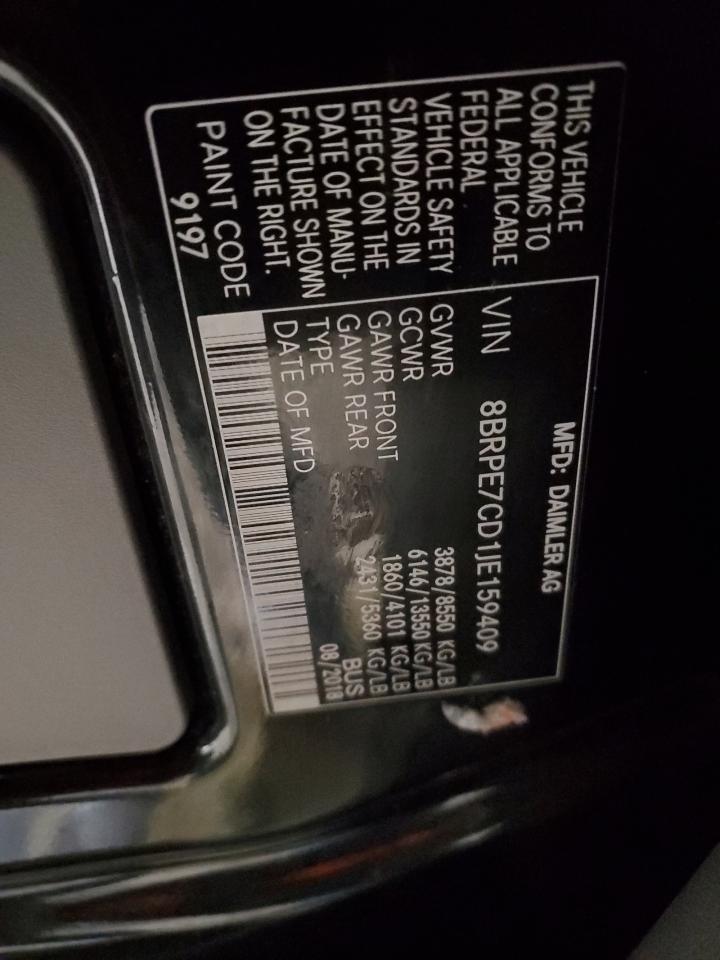 THIS VEHICLE
CONFORMS TO
ALL APPLICABLE
FEDERAL
VEHICLE SAFETY
STANDARDS IN
EFFECT ON THE
DATE OF MANU-
FACTURE SHOWN
ON THE RIGHT.
PAINT CODE
9197
MFD: DAIMLER AG
VIN 8BRPE7CD1JE159409
GVWR 3878/8550 KG/LB
GCWR 6146/13550 KG/LB
GAWR FRONT 1860/4101 KG/LB
GAWR REAR 2431/5360 KG/LB
TYPE BUS
DATE OF MFD 08/2018